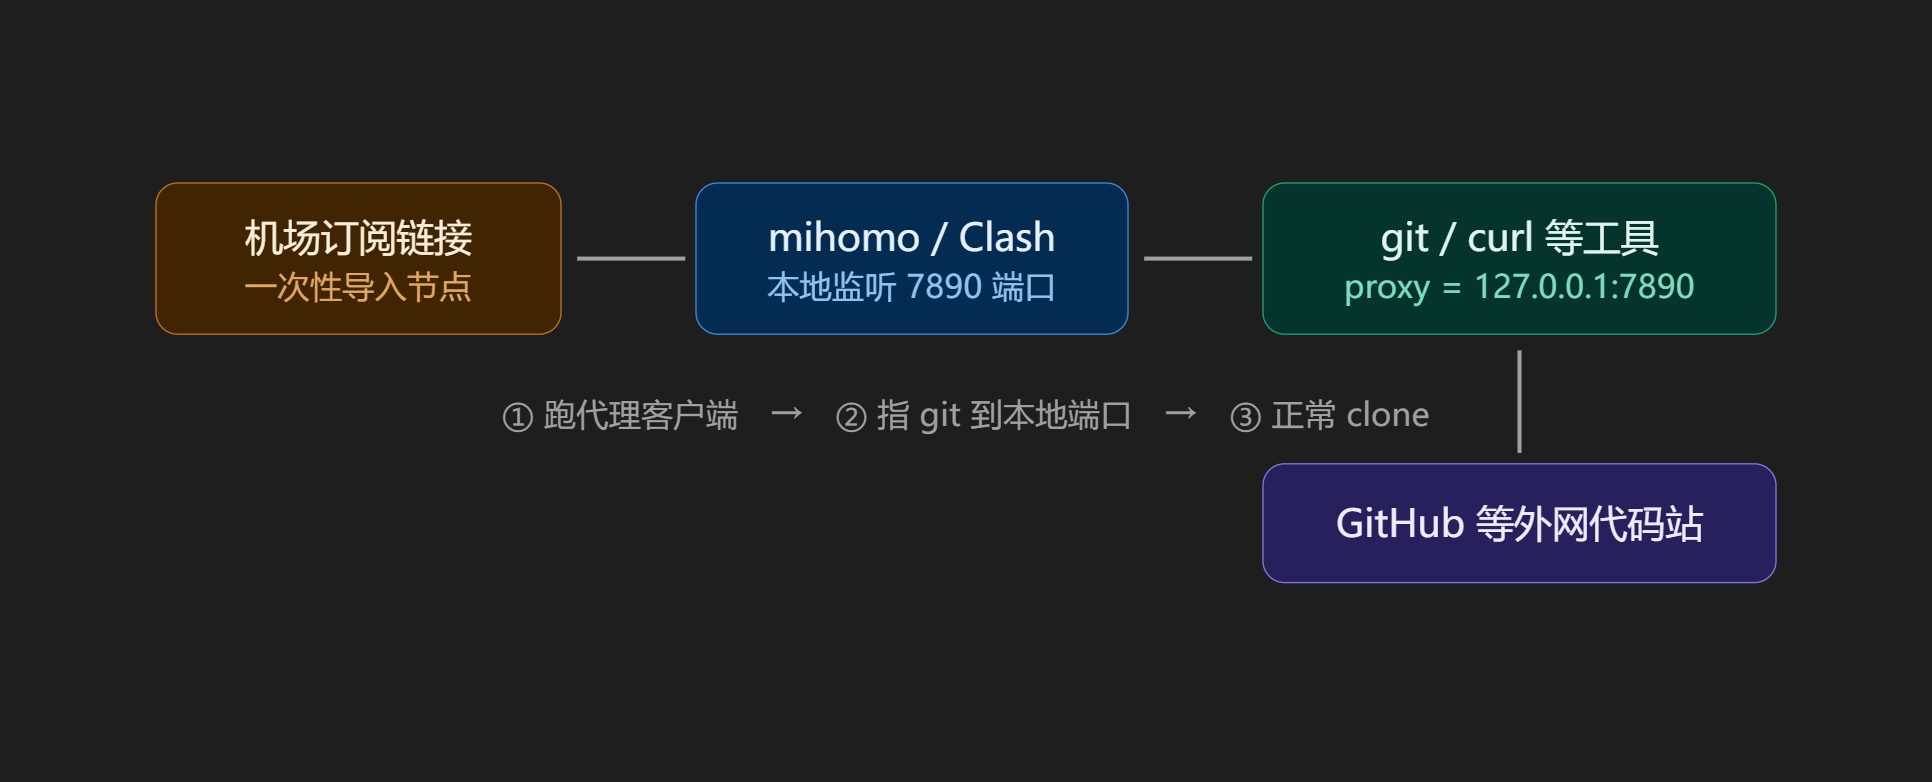 机场订阅链接
一次性导入节点
mihomo / Clash
本地监听 7890 端口
git / curl 等工具
proxy = 127.0.0.1:7890
① 跑代理客户端 → ② 指 git 到本地端口 → ③ 正常 clone
GitHub 等外网代码站